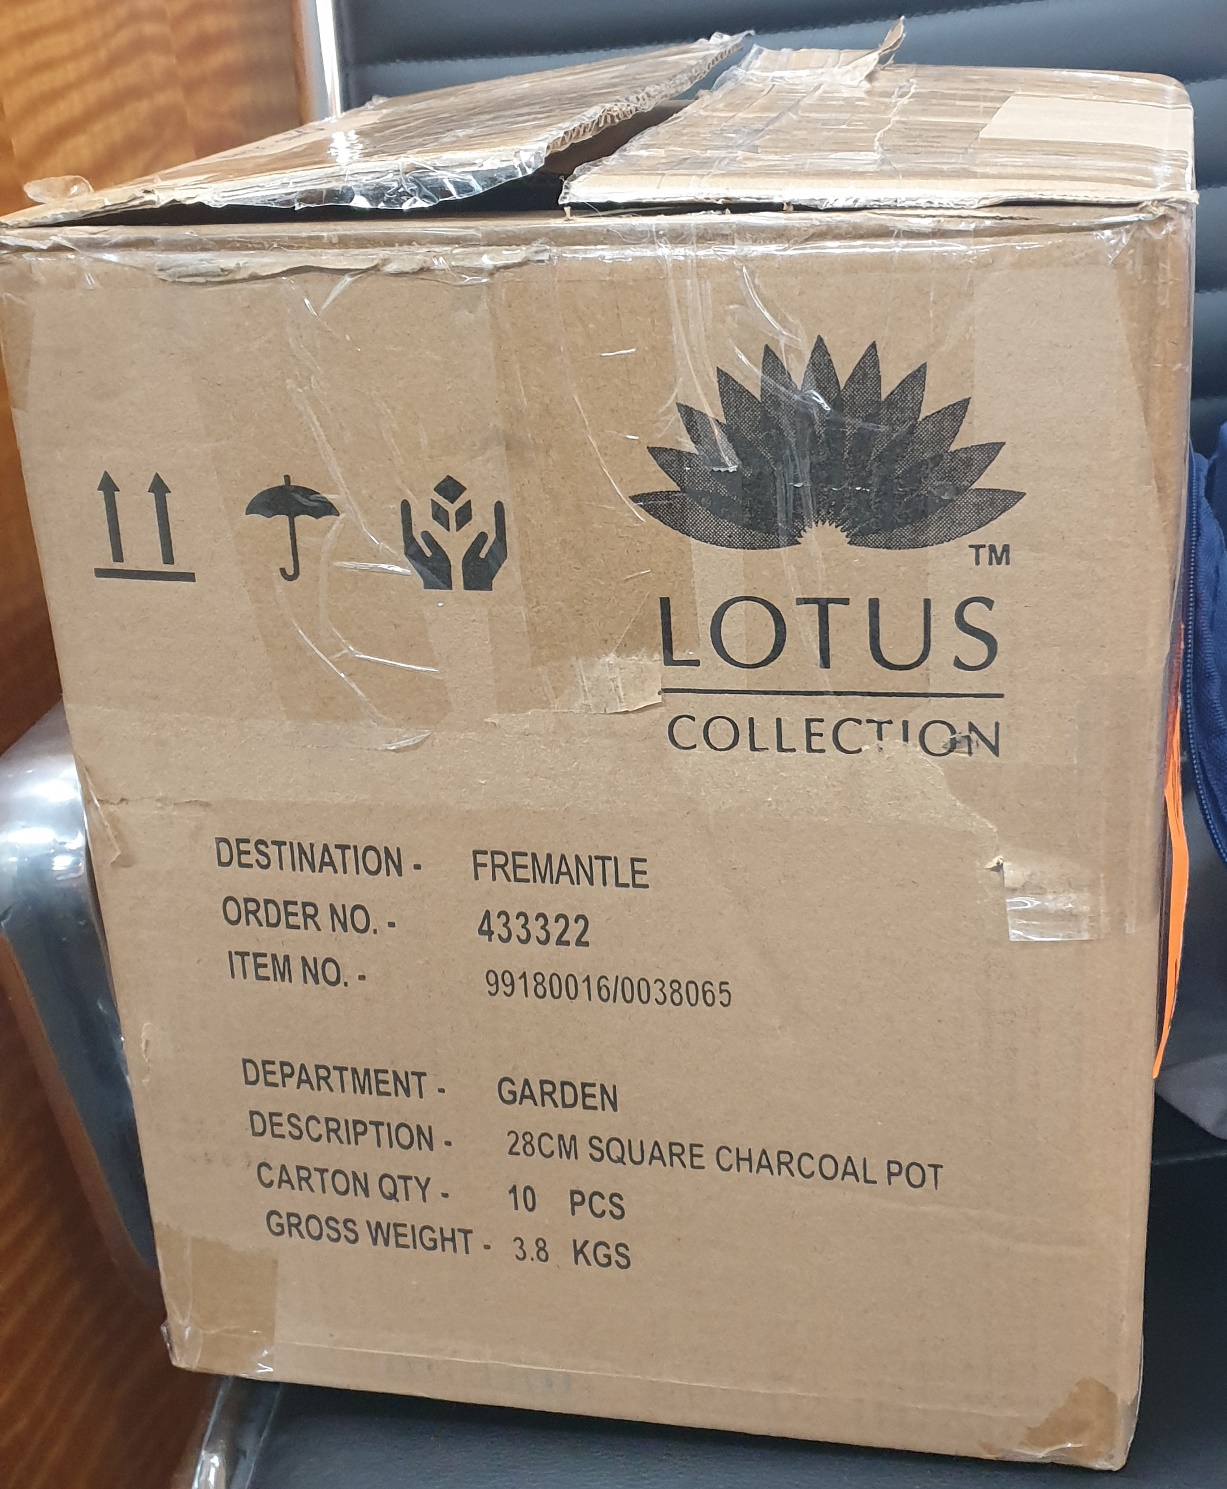 TM
LOTUS
COLLECTION
DESTINATION - FREMANTLE
ORDER NO. - 433322
ITEM NO. - 99180016/0038065
DEPARTMENT - GARDEN
DESCRIPTION - 28CM SQUARE CHARCOAL POT
CARTON QTY - 10 PCS
GROSS WEIGHT - 3.8 KGS